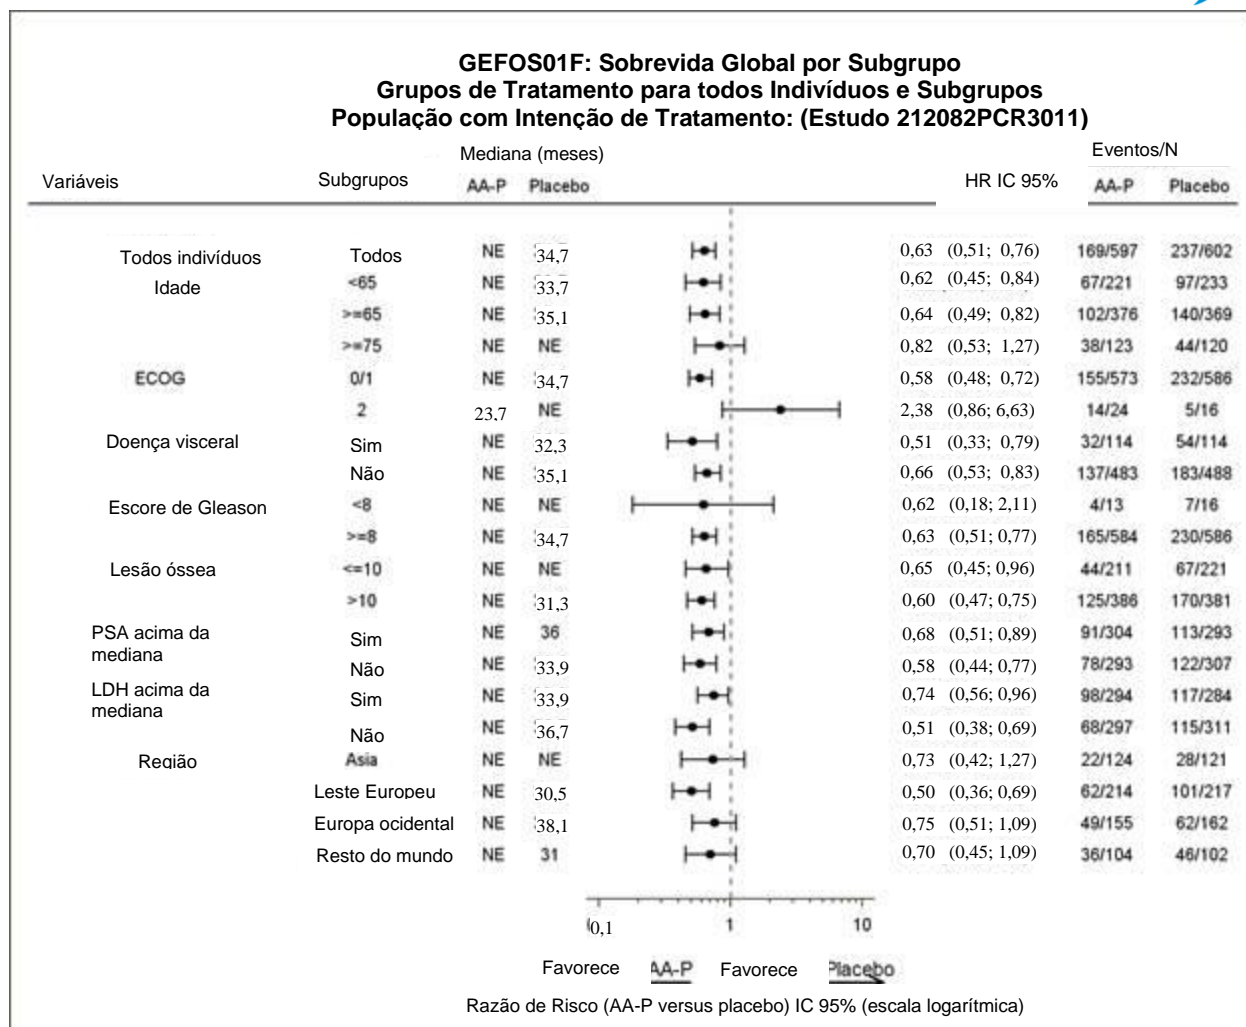 GEFOS01F: Sobrevida Global por Subgrupo
Grupos de Tratamento para todos Indivíduos e Subgrupos
População com Intenção de Tratamento: (Estudo 212082PCR3011)
Mediana (meses) Eventos/N
Variáveis Subgrupos AA-P Placebo HR IC 95% AA-P Placebo
Todos indivíduos Todos NE 34,7 0,63 (0,51; 0,76) 169/597 237/602
Idade <65 NE 33,7 0,62 (0,45; 0,84) 67/221 97/233
>=65 NE 35,1 0,64 (0,49; 0,82) 102/376 140/369
>=75 NE NE 0,82 (0,53; 1,27) 38/123 44/120
ECOG 0/1 NE 34,7 0,58 (0,48; 0,72) 155/573 232/586
2 23,7 NE 2,38 (0,86; 6,63) 14/24 5/16
Doença visceral Sim NE 32,3 0,51 (0,33; 0,79) 32/114 54/114
Não NE 35,1 0,66 (0,53; 0,83) 137/483 183/488
Escore de Gleason <8 NE NE 0,62 (0,18; 2,11) 4/13 7/16
>=8 NE 34,7 0,63 (0,51; 0,77) 165/584 230/586
Lesão óssea <=10 NE NE 0,65 (0,45; 0,96) 44/211 67/221
>10 NE 31,3 0,60 (0,47; 0,75) 125/386 170/381
PSA acima da mediana Sim NE 36 0,68 (0,51; 0,89) 91/304 113/293
Não NE 33,9 0,58 (0,44; 0,77) 78/293 122/307
LDH acima da mediana Sim NE 33,9 0,74 (0,56; 0,96) 98/294 117/284
Não NE 36,7 0,51 (0,38; 0,69) 68/297 115/311
Região Asia NE NE 0,73 (0,42; 1,27) 22/124 28/121
Leste Europeu NE 30,5 0,50 (0,36; 0,69) 62/214 101/217
Europa ocidental NE 38,1 0,75 (0,51; 1,09) 49/155 62/162
Resto do mundo NE 31 0,70 (0,45; 1,09) 36/104 46/102
0,1 1 10
Favorece AA-P Favorece Placebo
Razão de Risco (AA-P versus placebo) IC 95% (escala logarítmica)